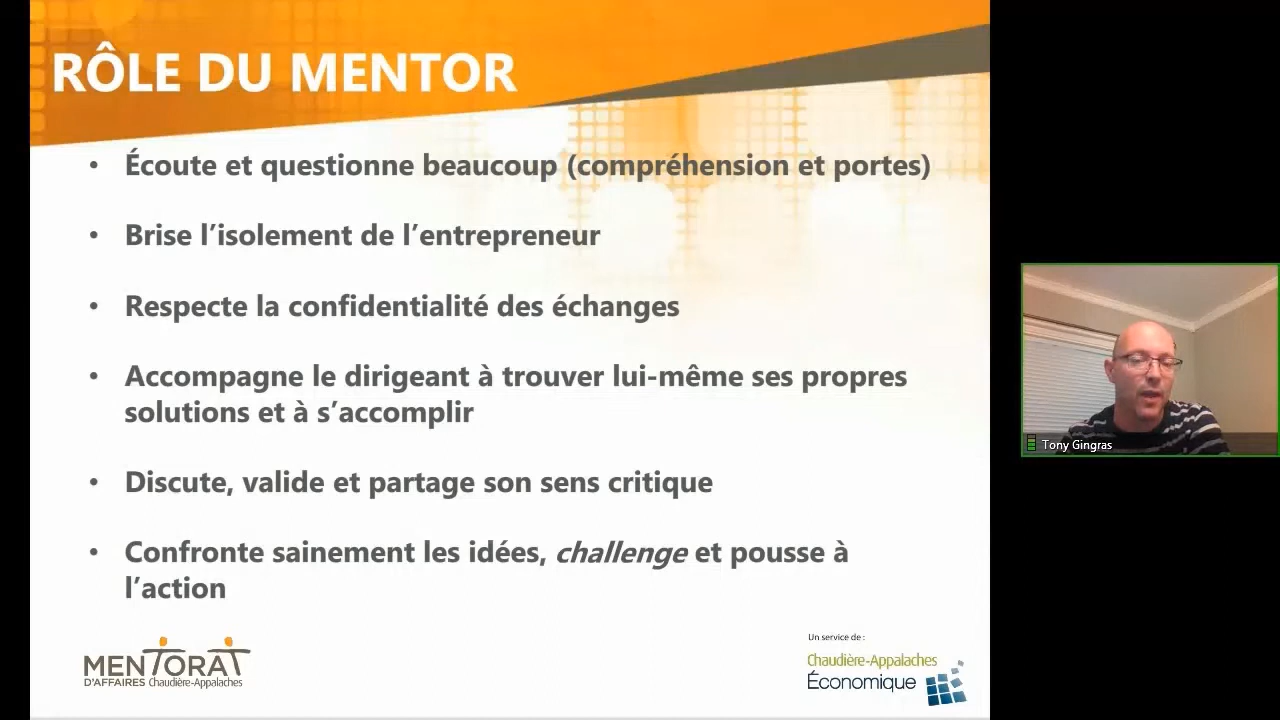 RÔLE DU MENTOR
• Écoute et questionne beaucoup (compréhension et portes)
• Brise l’isolement de l’entrepreneur
• Respecte la confidentialité des échanges
• Accompagne le dirigeant à trouver lui-même ses propres
solutions et à s’accomplir
• Discute, valide et partage son sens critique
• Confronte sainement les idées, challenge et pousse à
l’action
MENTORAT
D'AFFAIRES Chaudière-Appalaches
Un service de :
Chaudière-Appalaches
Économique
Tony Gingras